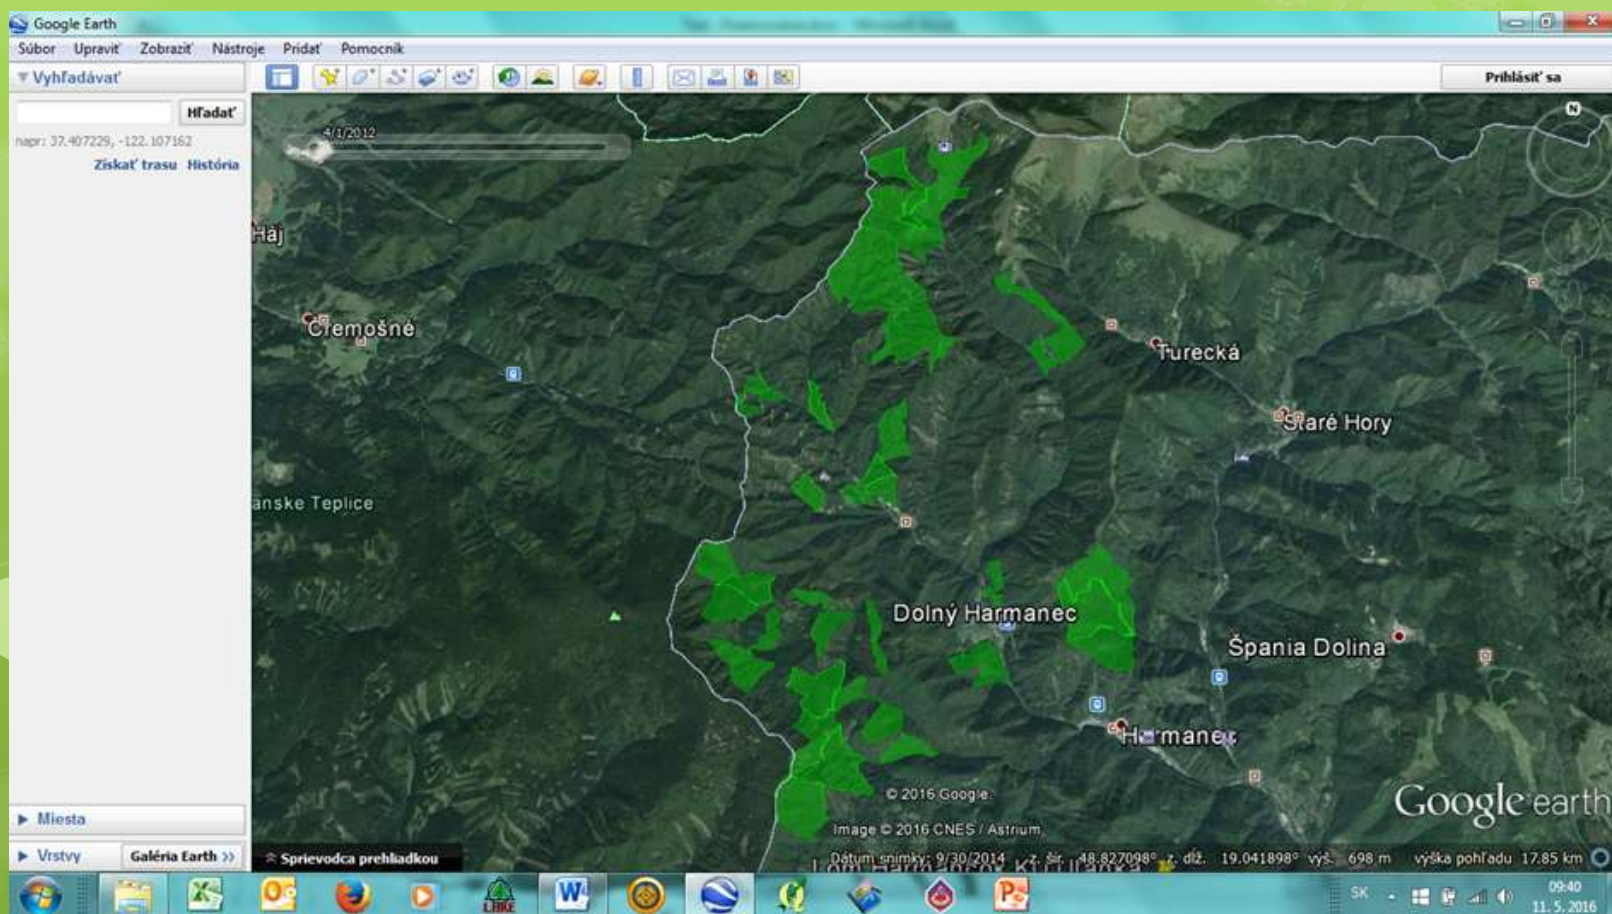 Google Earth
Súbor Upraviť Zobraziť Nástroje Pridať Pomocník
Vyhľadávať
Prihlásiť sa
Hľadať
napr: 37.407229, -122.107162
Získať trasu História
4/1/2012
N
Háj
Čremošné
Turecká
Staré Hory
anske Teplice
Dolný Harmanec
Špania Dolina
Harmanec
© 2016 Google
Image © 2016 CNES / Astrium
Google earth
Miesta
Vrstvy
Galéria Earth >>
Sprievodca prehliadkou
Dátum snímky: 9/30/2014 z. šír. 48.827098° z. dĺž. 19.041898° výš. 698 m výška pohľadu 17.85 km
LHKE
SK
09:40
11. 5. 2016